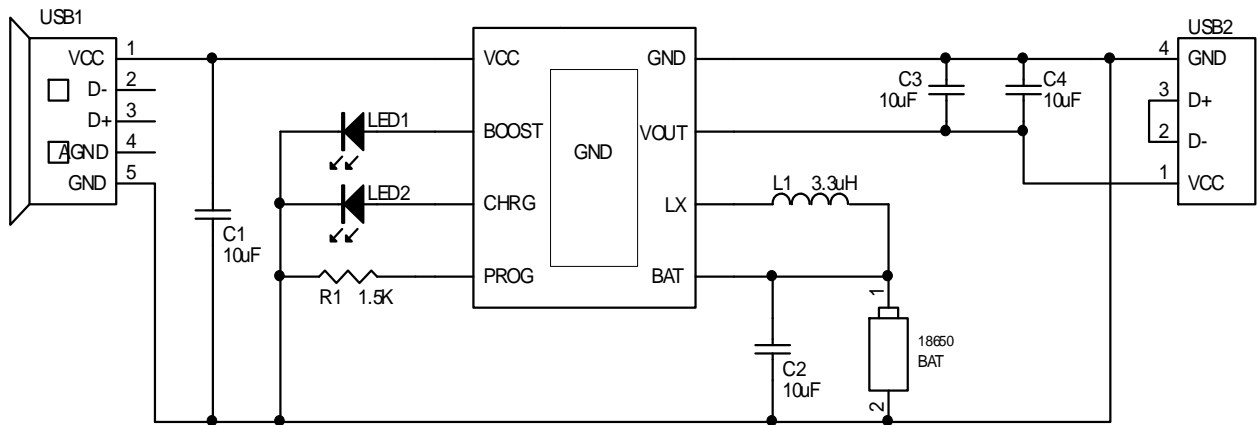 USB1
VCC 1
D- 2
D+ 3
AGND 4
GND 5
C1
10uF
LED1
LED2
R1 1.5K
VCC
BOOST
CHRG
PROG
GND
GND
VOUT
LX
BAT
L1 3.3uH
C3
10uF
C4
10uF
C2
10uF
1
18650
BAT
2
USB2
4 GND
3 D+
2 D-
1 VCC